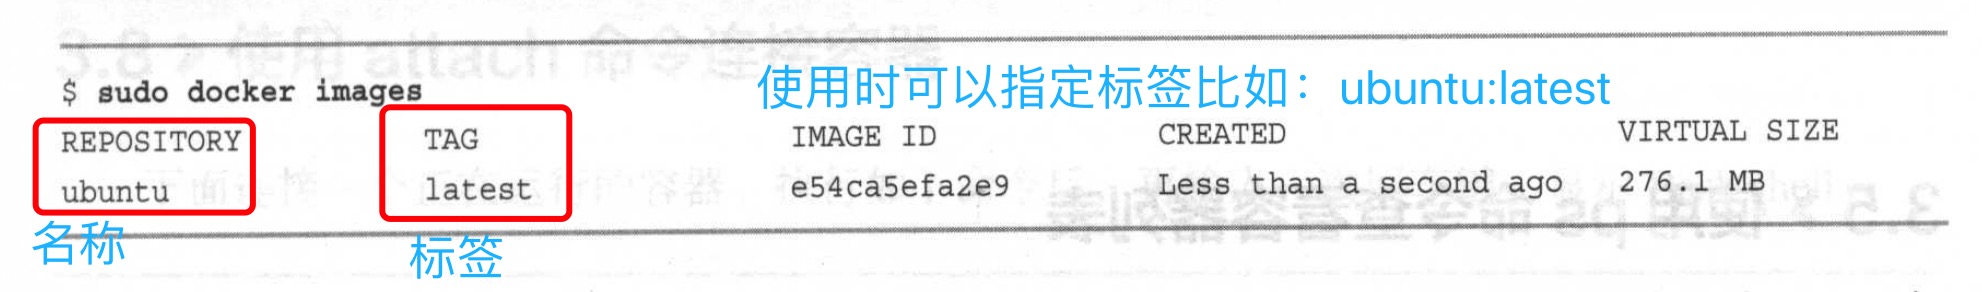 $ sudo docker images
使用时可以指定标签比如：ubuntu:latest
REPOSITORY TAG IMAGE ID CREATED VIRTUAL SIZE
ubuntu latest e54ca5efa2e9 Less than a second ago 276.1 MB
名称 标签